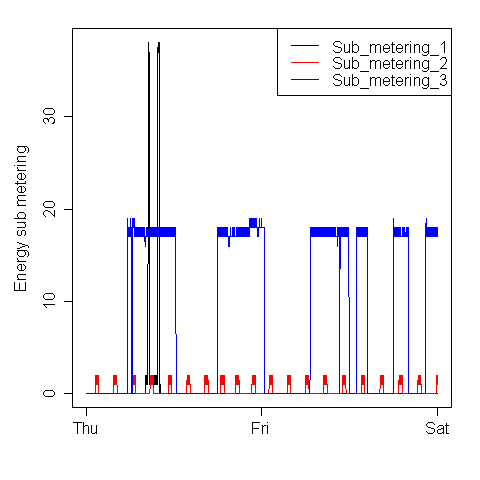 Sub_metering_1
Sub_metering_2
Sub_metering_3
Energy sub metering
30
20
10
0
Thu Fri Sat